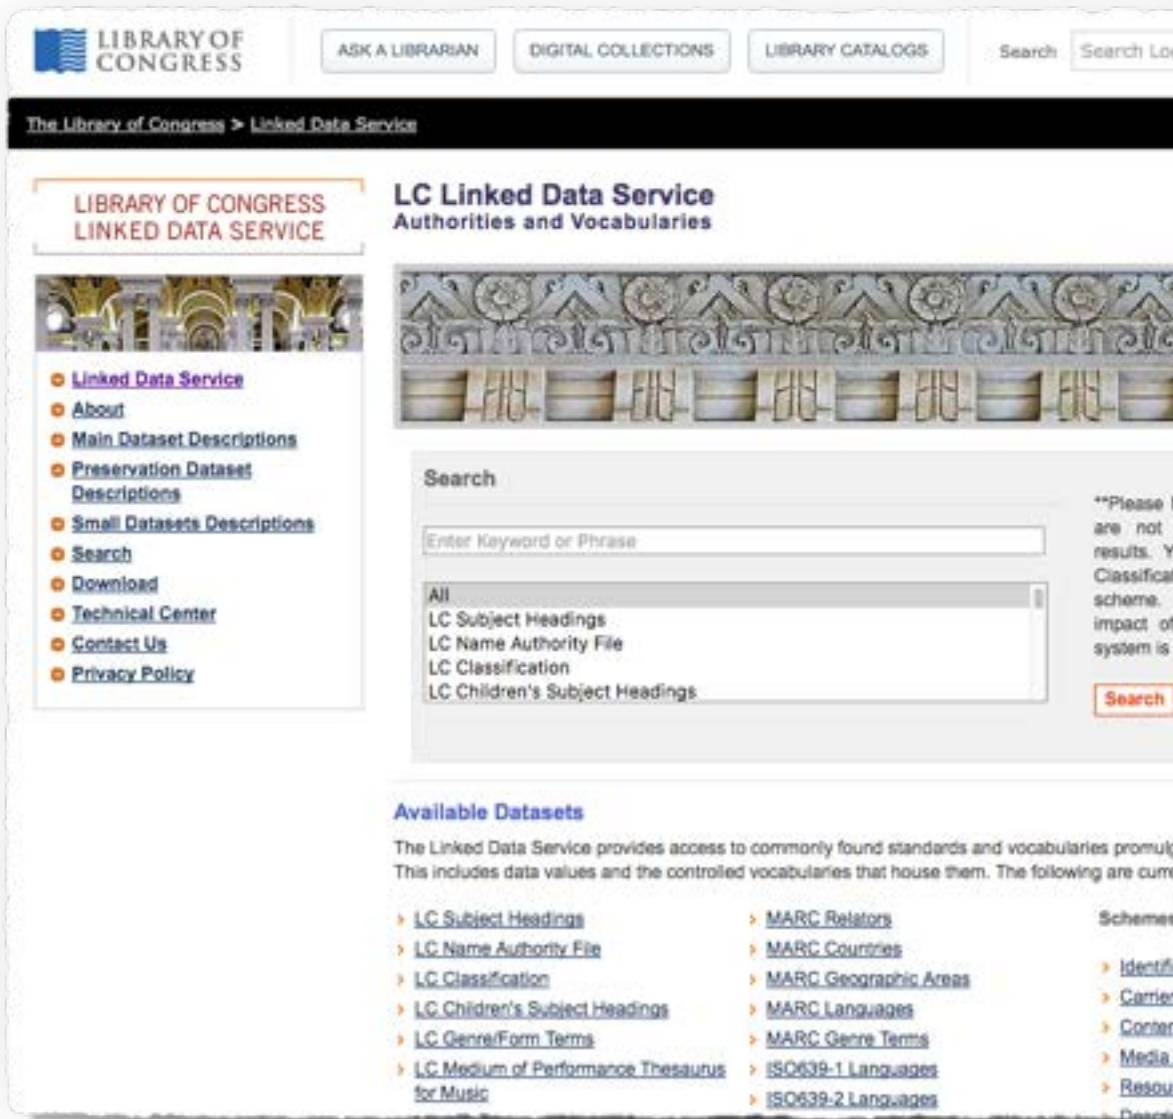 LIBRARY OF
CONGRESS
ASK A LIBRARIAN
DIGITAL COLLECTIONS
LIBRARY CATALOGS
Search
Search
The Library of Congress > Linked Data Service
LIBRARY OF CONGRESS
LINKED DATA SERVICE
Linked Data Service
About
Main Dataset Descriptions
Preservation Dataset
Descriptions
Small Datasets Descriptions
Search
Download
Technical Center
Contact Us
Privacy Policy
LC Linked Data Service
Authorities and Vocabularies
Search
Enter Keyword or Phrase
All
LC Subject Headings
LC Name Authority File
LC Classification
LC Children's Subject Headings
**Please
are not
results.
scheme.
impact of
system is
Search
Available Datasets
The Linked Data Service provides access to commonly found standards and vocabularies
This includes data values and the controlled vocabularies that house them. The following are
LC Subject Headings
LC Name Authority File
LC Classification
LC Children's Subject Headings
LC Genre/Form Terms
LC Medium of Performance Thesaurus
for Music
MARC Relators
MARC Countries
MARC Geographic Areas
MARC Languages
MARC Genre Terms
ISO639-1 Languages
ISO639-2 Languages
Media